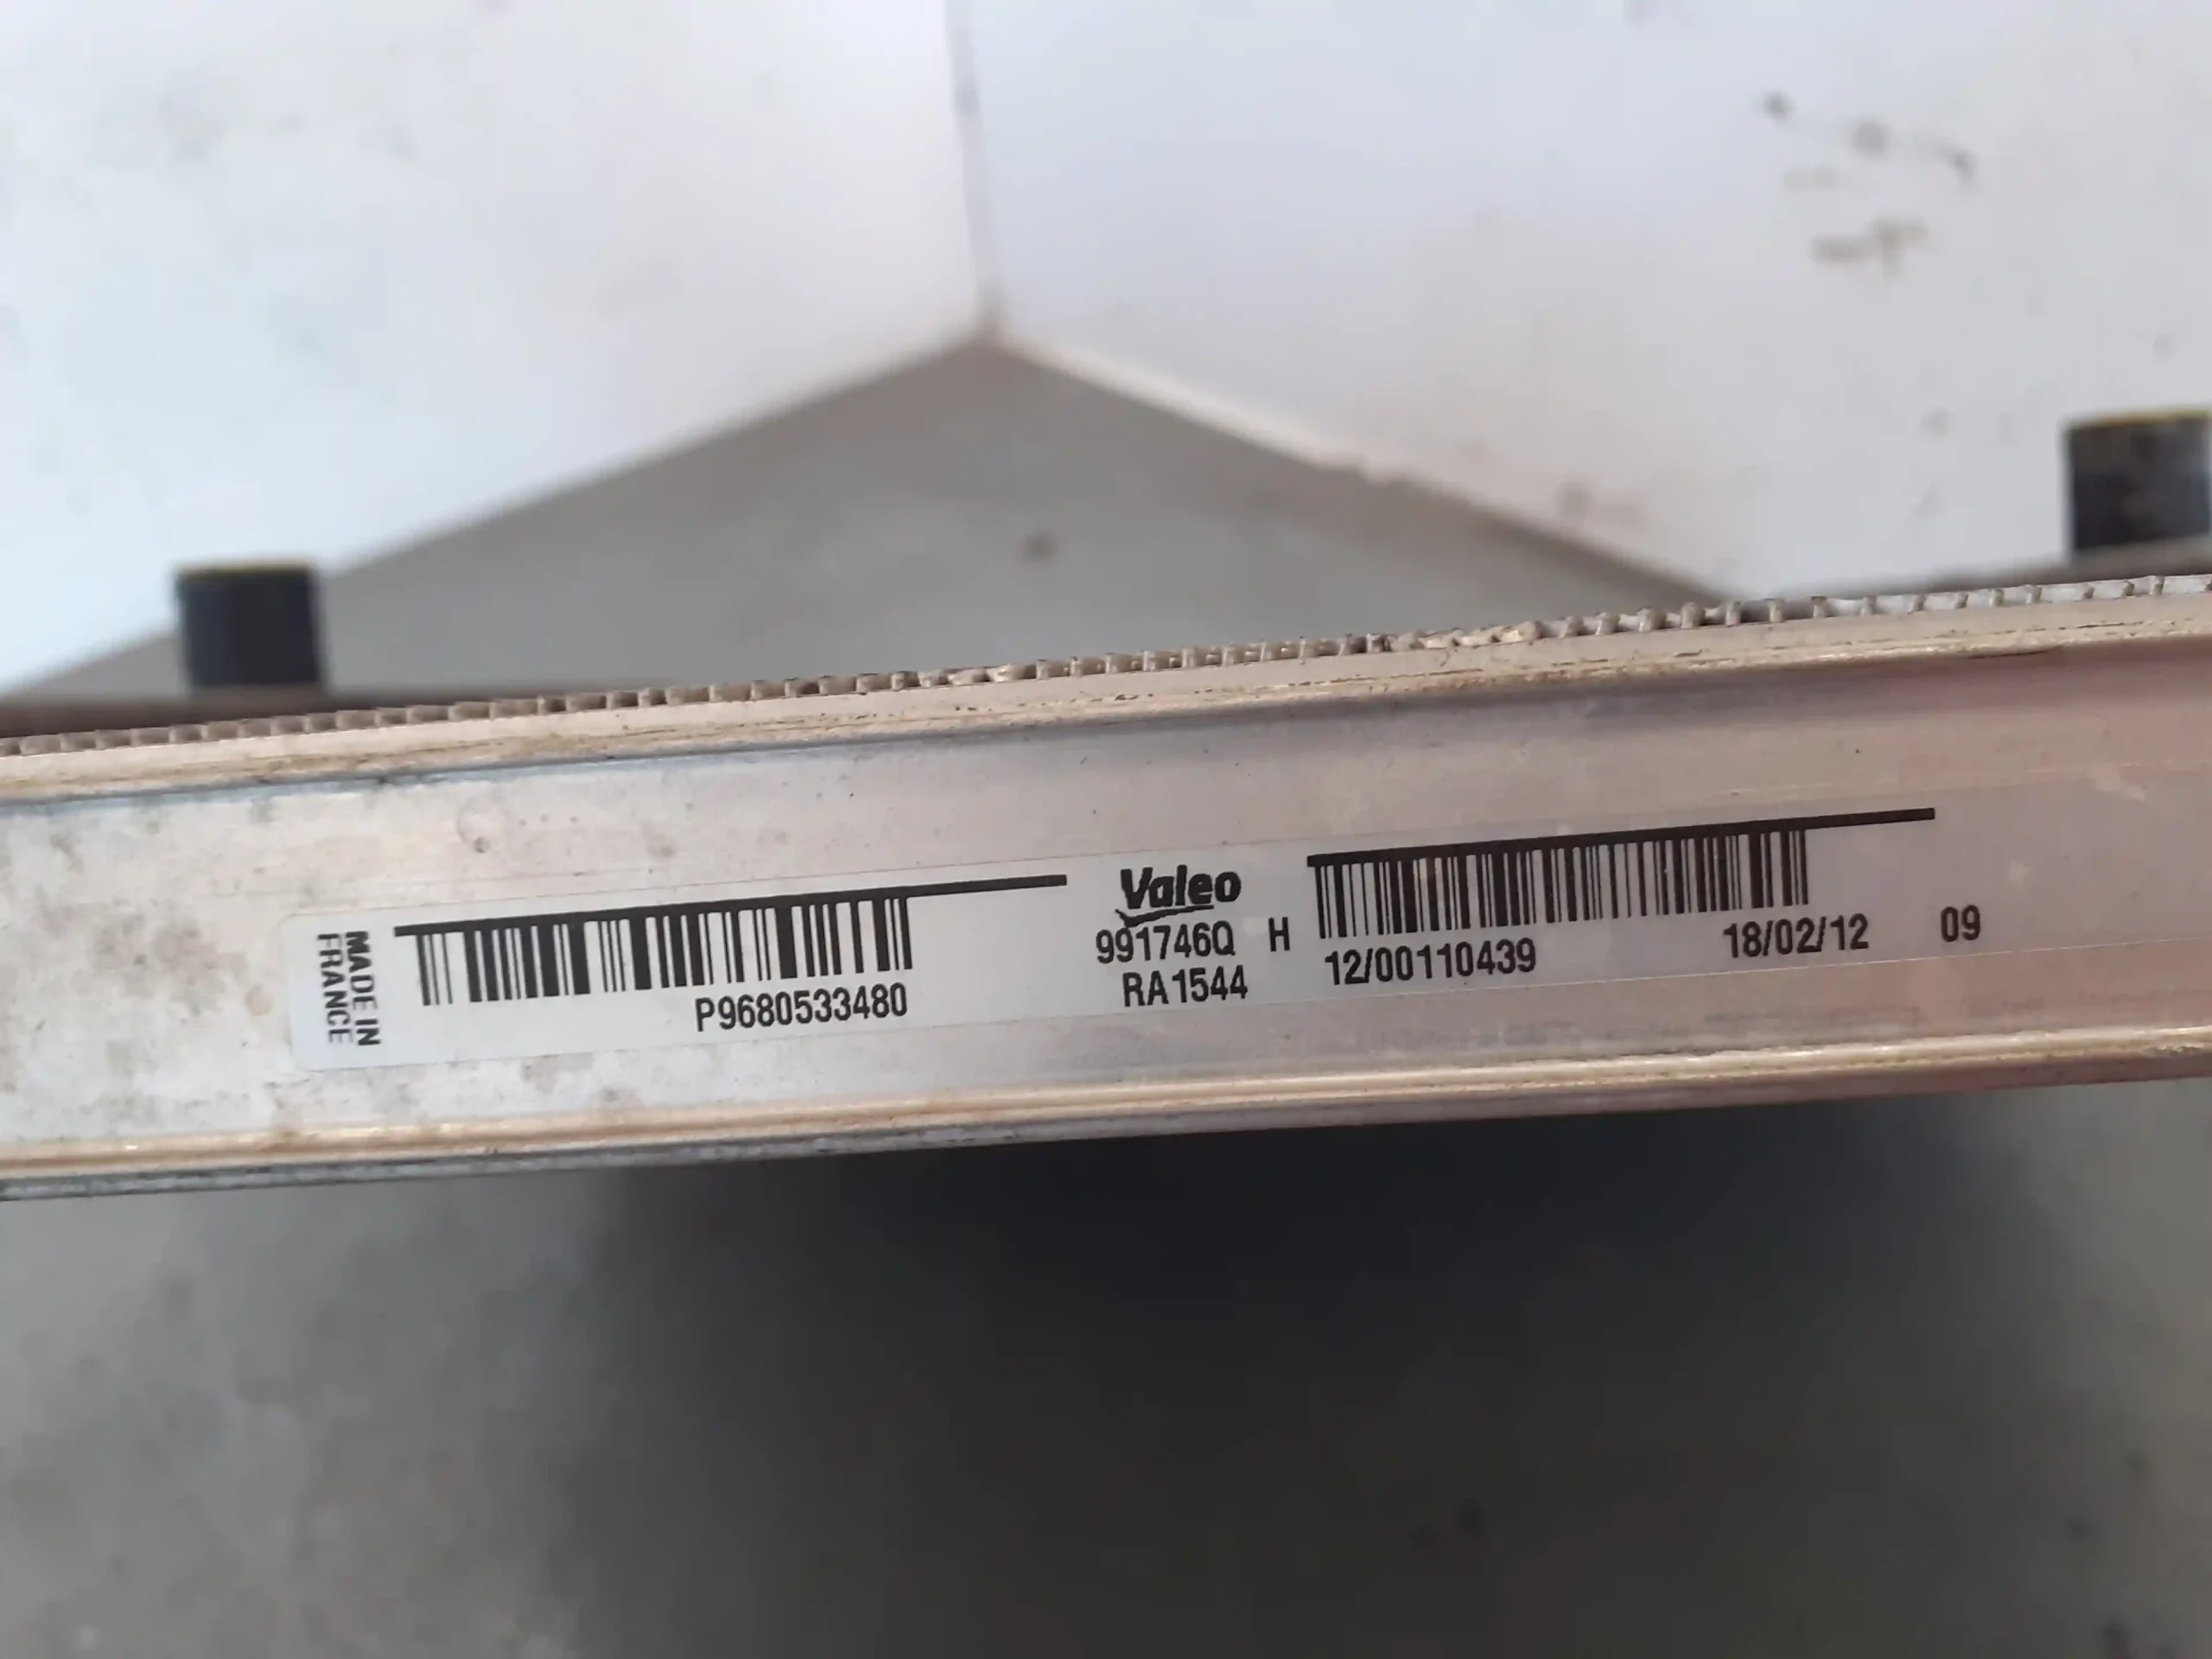 MADE IN
FRANCE
P9680533480
Valeo
991746Q H
RA1544
12/00110439 18/02/12 09